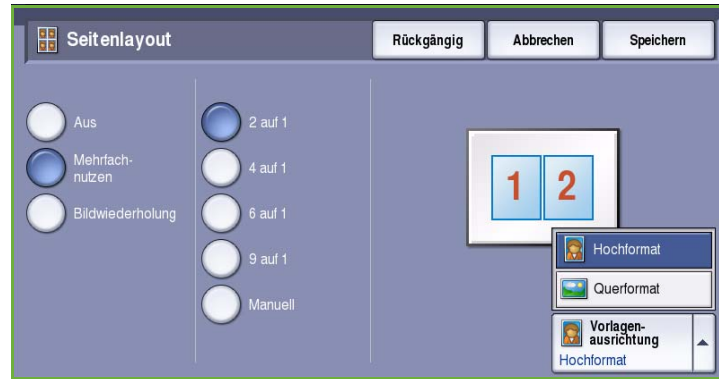 Seitenlayout
Rückgängig
Abbrechen
Speichern
Aus
Mehrfach-
nutzen
Bildwiederholung
2 auf 1
4 auf 1
6 auf 1
9 auf 1
Manuell
1 2
Hochformat
Querformat
Vorlagen-
ausrichtung
Hochformat